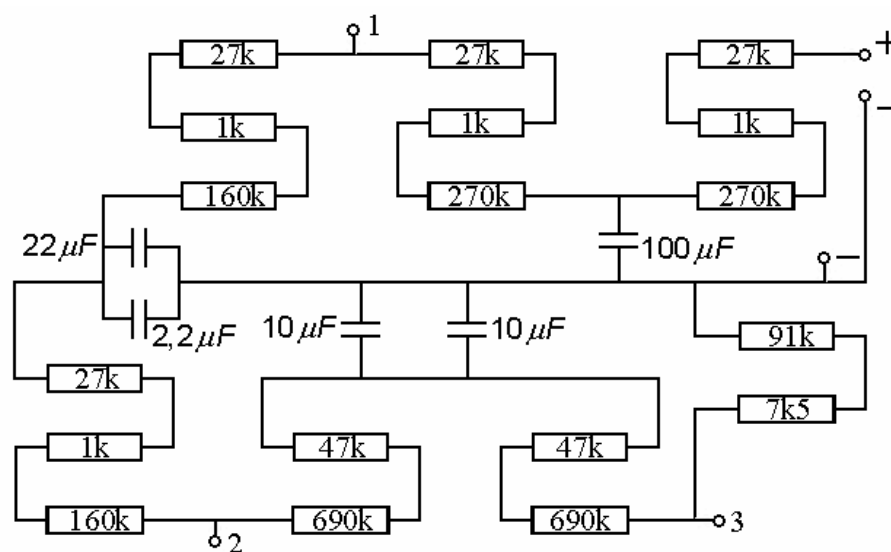 1
27k 27k 27k +
1k 1k 1k −
160k 270k 270k
22μF 100μF −
2,2μF 10μF 10μF 91k
27k 7k5
1k 47k 47k
160k 690k 690k 3
2